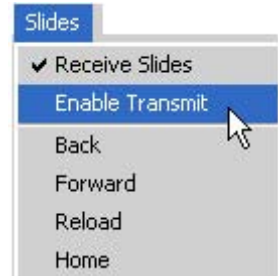 Slides
Receive Slides
Enable Transmit
Back
Forward
Reload
Home